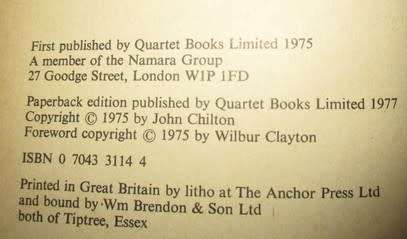 First published by Quartet Books Limited 1975
A member of the Namara Group
27 Goodge Street, London W1P 1FD
Paperback edition published by Quartet Books Limited 1977
Copyright © 1975 by John Chilton
Foreword copyright © 1975 by Wilbur Clayton
ISBN 0 7043 3114 4
Printed in Great Britain by litho at The Anchor Press Ltd
and bound by Wm Brendon & Son Ltd
both of Tiptree, Essex